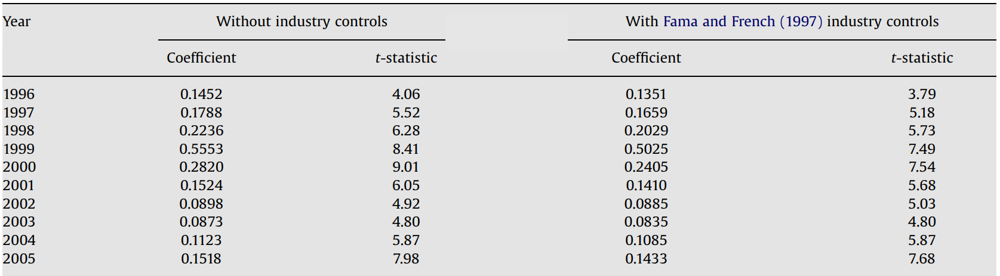 Year Without industry controls With Fama and French (1997) industry controls
Coefficient t-statistic Coefficient t-statistic
1996 0.1452 4.06 0.1351 3.79
1997 0.1788 5.52 0.1659 5.18
1998 0.2236 6.28 0.2029 5.73
1999 0.5553 8.41 0.5025 7.49
2000 0.2820 9.01 0.2405 7.54
2001 0.1524 6.05 0.1410 5.68
2002 0.0898 4.92 0.0885 5.03
2003 0.0873 4.80 0.0835 4.80
2004 0.1123 5.87 0.1085 5.87
2005 0.1518 7.98 0.1433 7.68